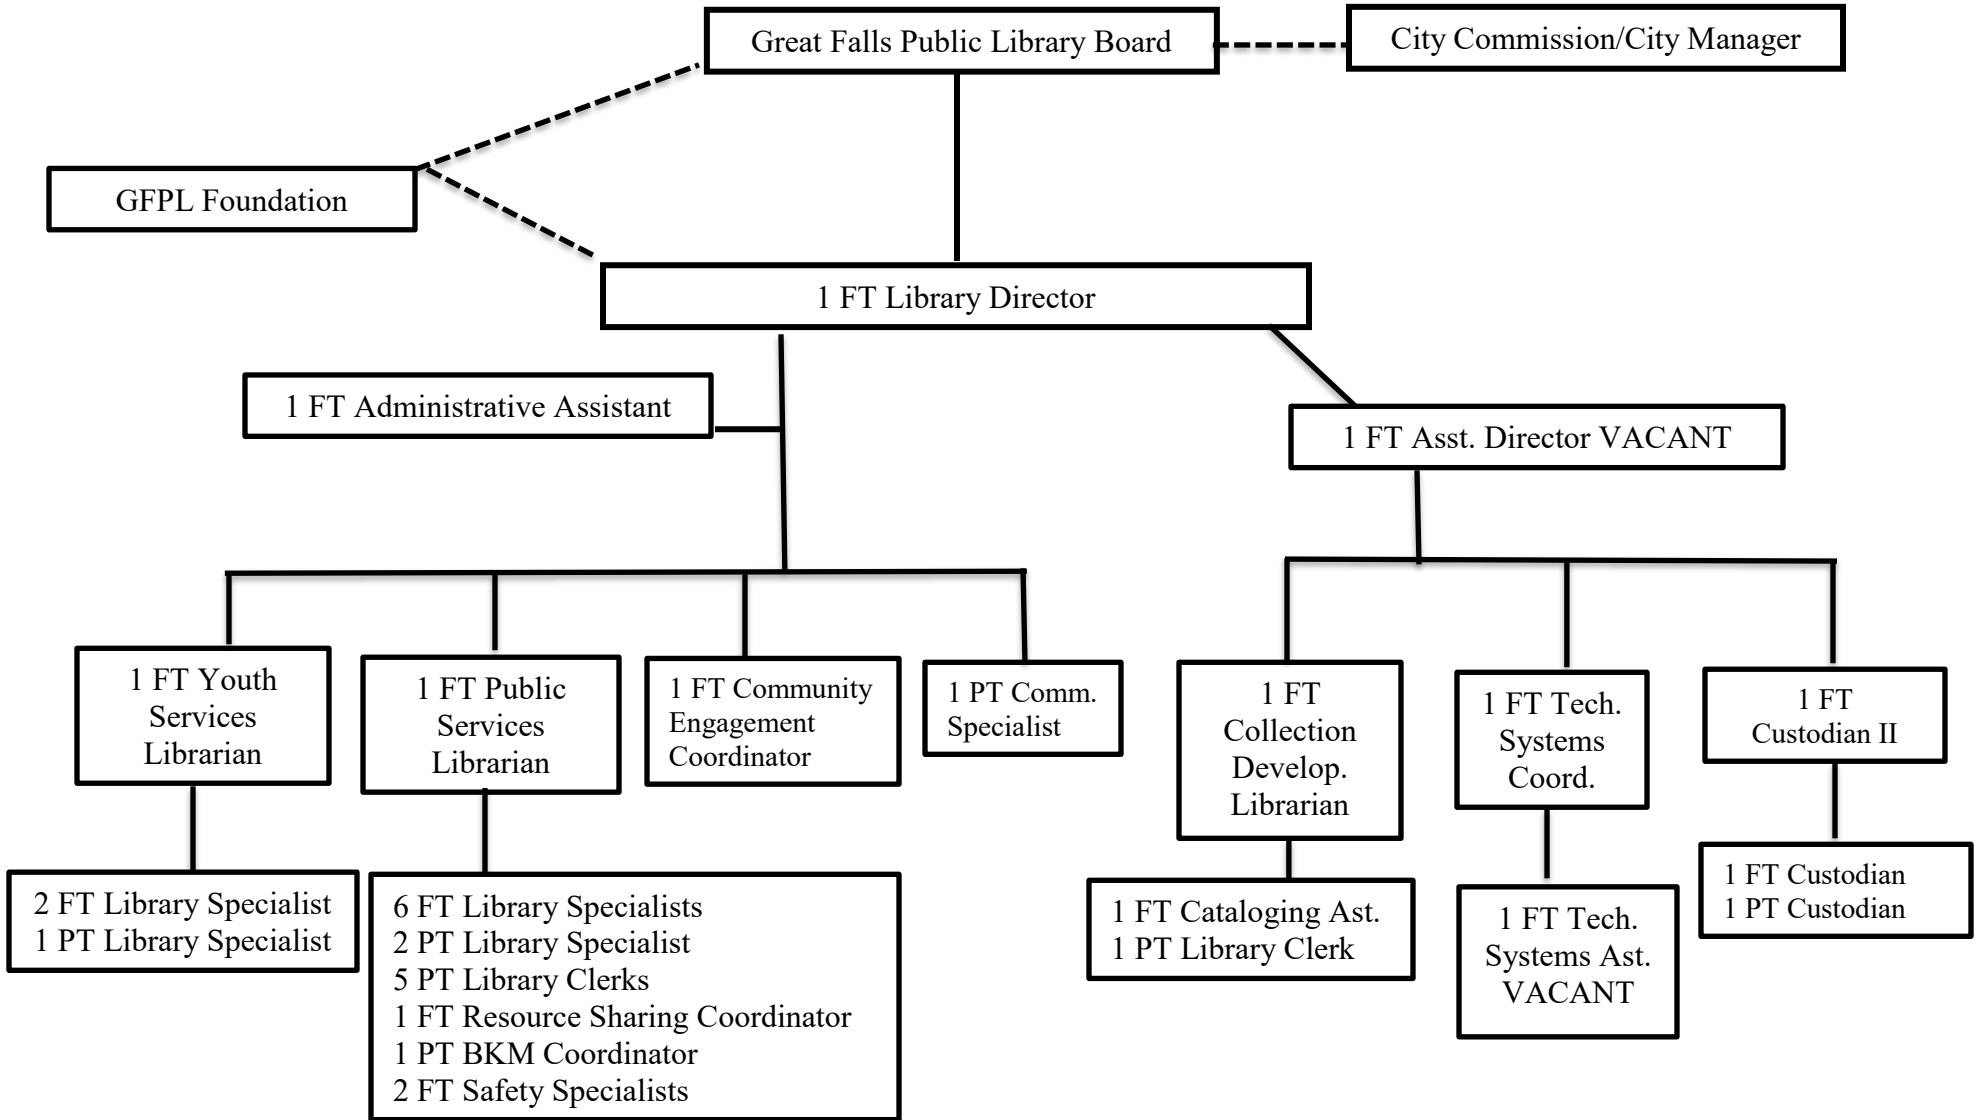 Great Falls Public Library Board
City Commission/City Manager
GFPL Foundation
1 FT Library Director
1 FT Administrative Assistant
1 FT Asst. Director VACANT
1 FT Youth
Services
Librarian
1 FT Public
Services
Librarian
1 FT Community
Engagement
Coordinator
1 PT Comm.
Specialist
1 FT
Collection
Develop.
Librarian
1 FT Tech.
Systems
Coord.
1 FT
Custodian II
2 FT Library Specialist
1 PT Library Specialist
6 FT Library Specialists
2 PT Library Specialist
5 PT Library Clerks
1 FT Resource Sharing Coordinator
1 PT BKM Coordinator
2 FT Safety Specialists
1 FT Cataloging Ast.
1 PT Library Clerk
1 FT Tech.
Systems Ast.
VACANT
1 FT Custodian
1 PT Custodian